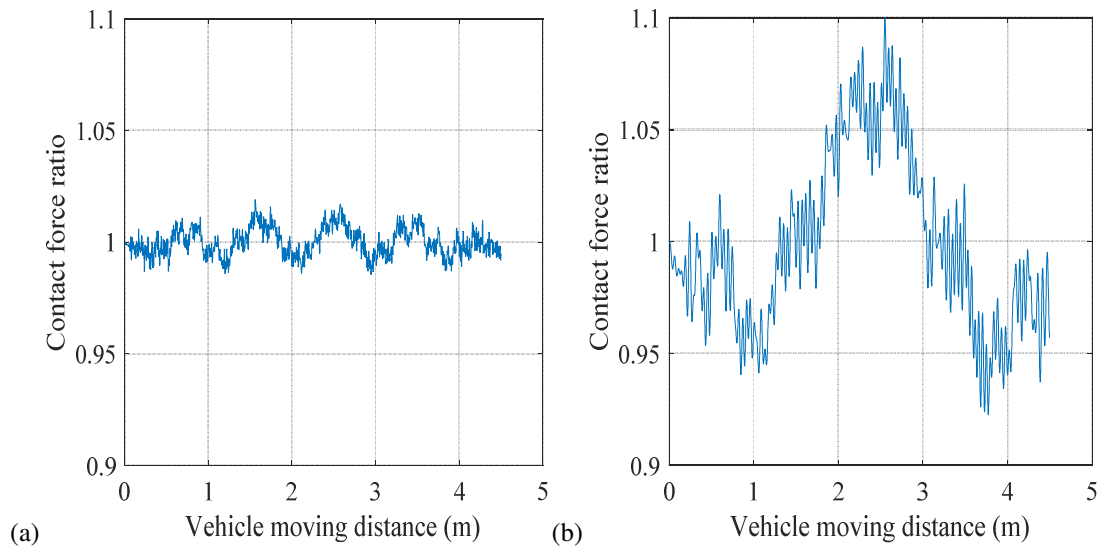 1.1
1.05
1
0.95
0.9
Contact force ratio
0 1 2 3 4 5
Vehicle moving distance (m)
(a)
1.1
1.05
1
0.95
0.9
Contact force ratio
0 1 2 3 4 5
Vehicle moving distance (m)
(b)